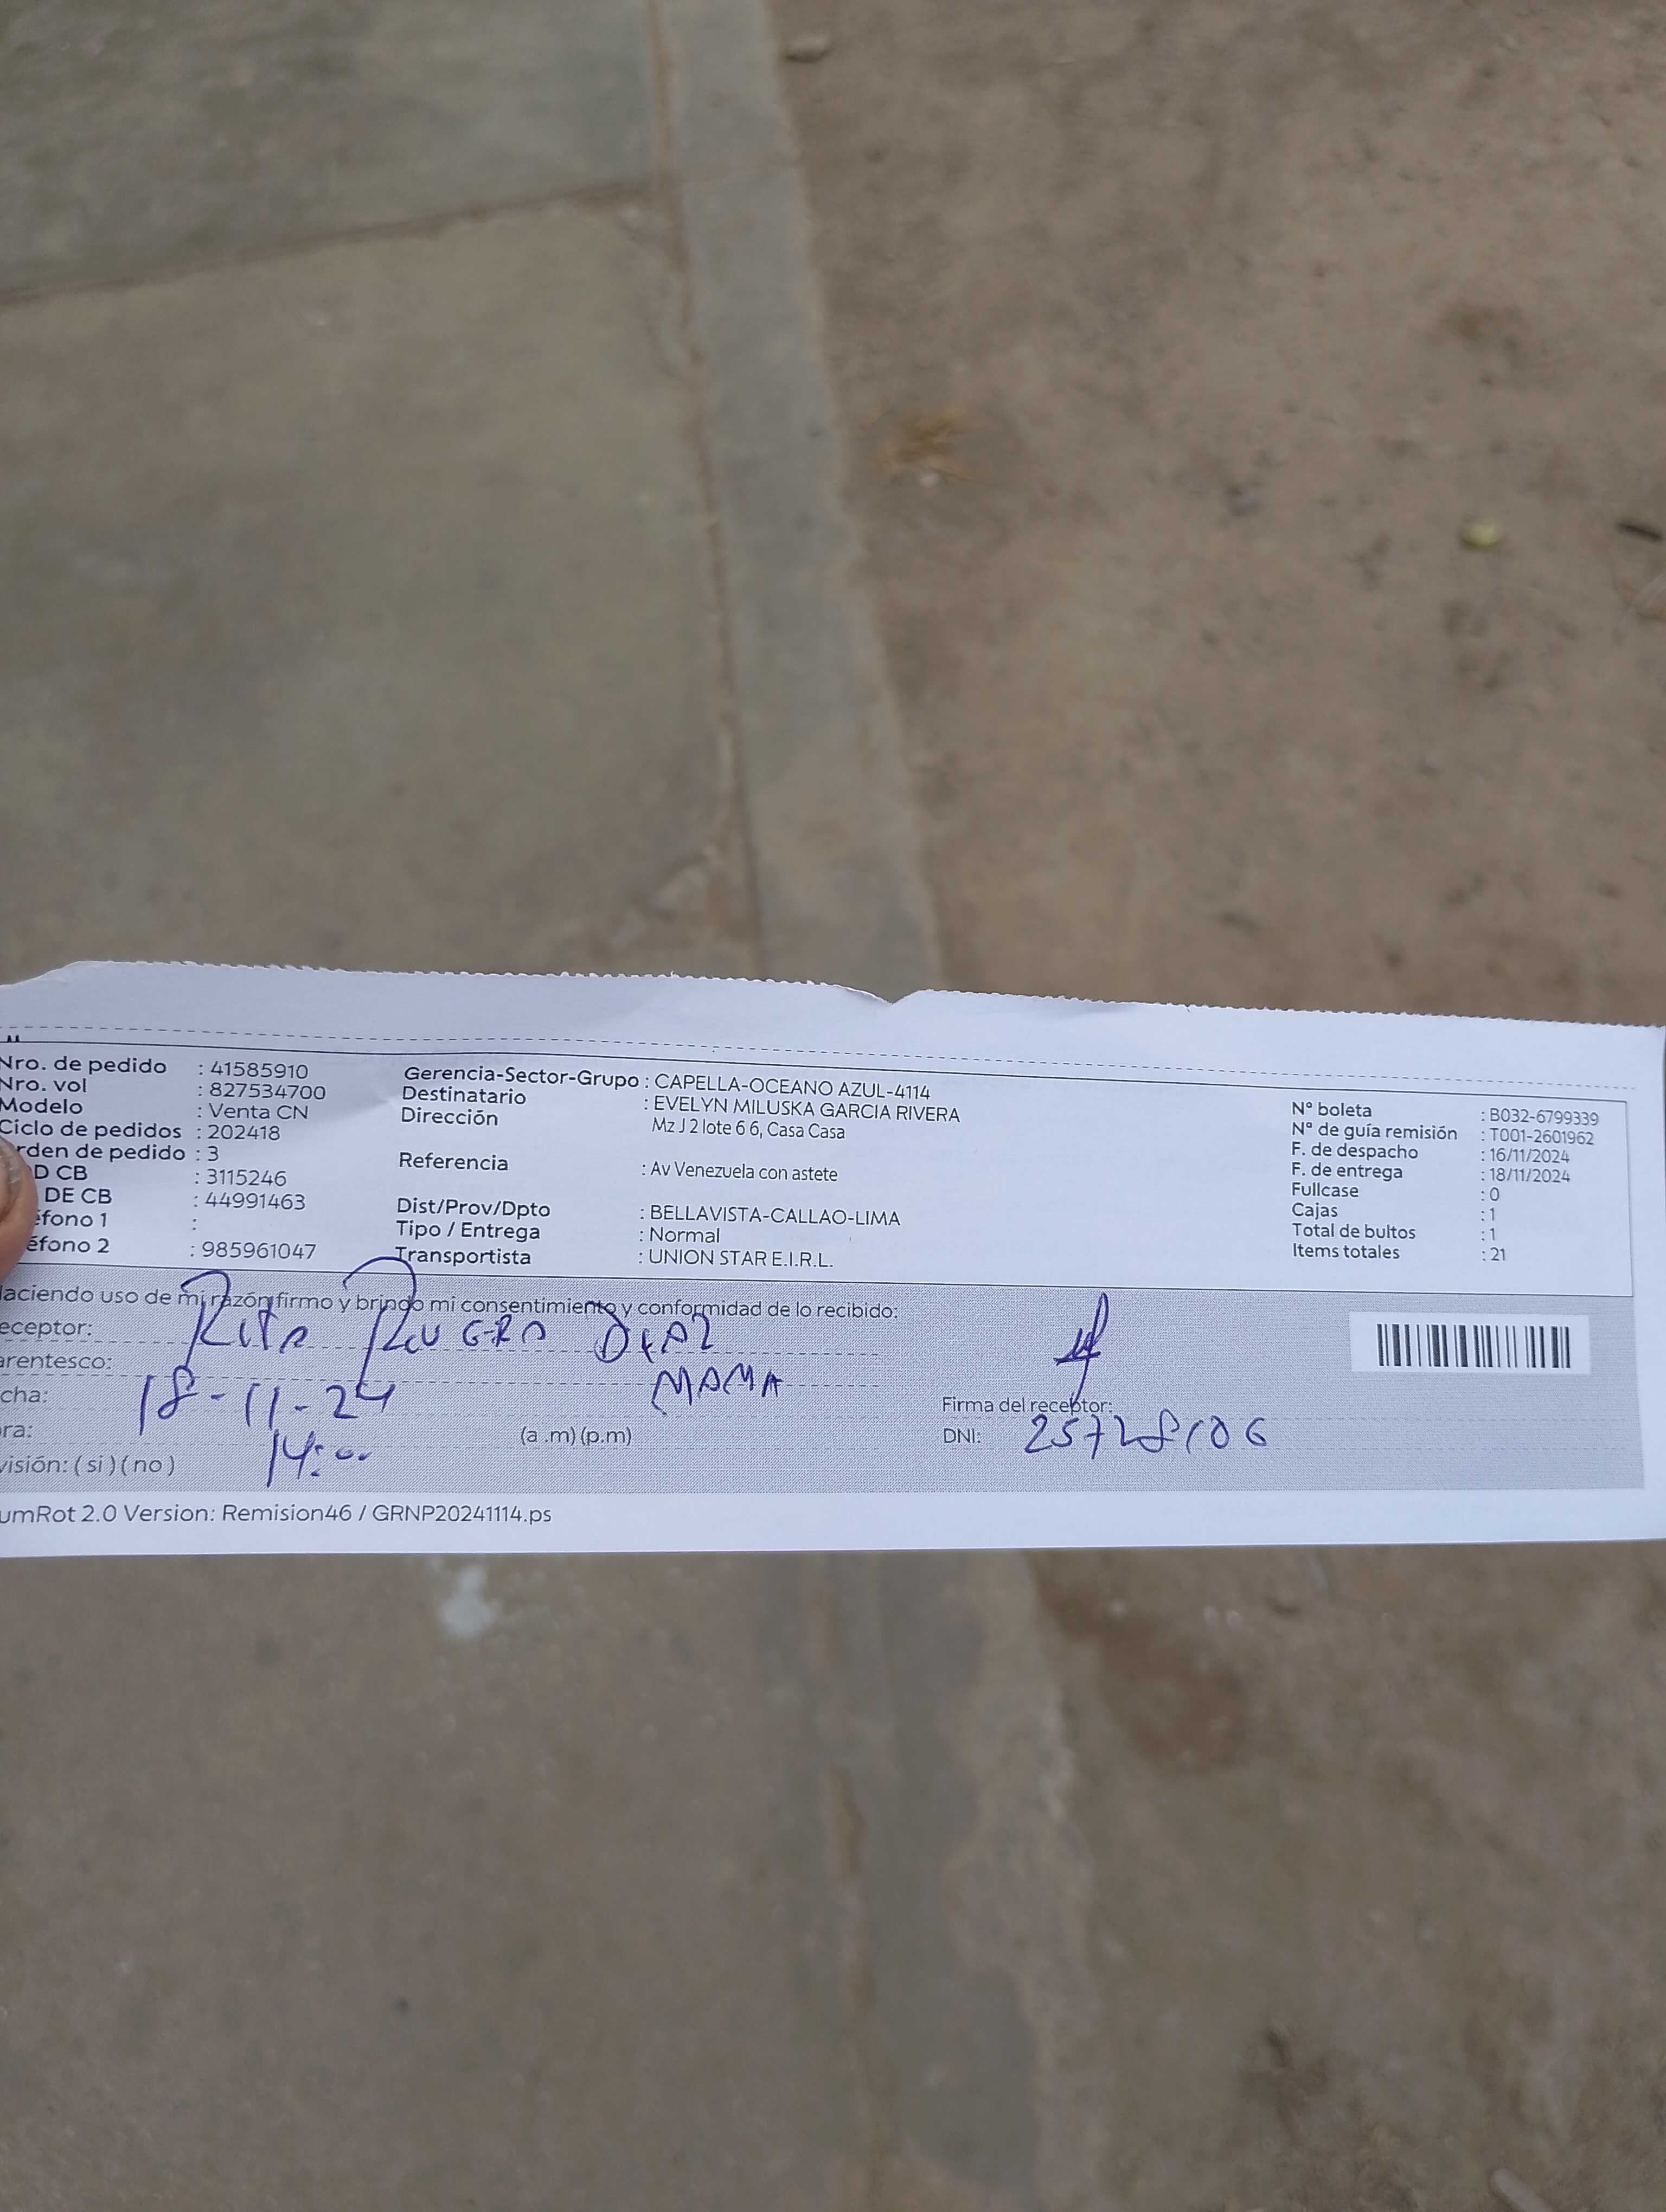 Nro. de pedido : 41585910
Nro. vol : 827534700
Modelo : Venta CN
Ciclo de pedidos : 202418
rden de pedido : 3
D CB : 3115246
DE CB : 44991463
éfono 1 :
éfono 2 : 985961047
Gerencia-Sector-Grupo : CAPELLA-OCEANO AZUL-4114
Destinatario : EVELYN MILUSKA GARCIA RIVERA
Dirección Mz J 2 lote 6 6, Casa Casa
Referencia : Av Venezuela con astete
Dist/Prov/Dpto : BELLAVISTA-CALLAO-LIMA
Tipo / Entrega : Normal
Transportista : UNION STAR E.I.R.L.
Nº boleta : B032-6799339
Nº de guía remisión : T001-2601962
F. de despacho : 16/11/2024
F. de entrega : 18/11/2024
Fullcase : 0
Cajas : 1
Total de bultos : 1
Items totales : 21
aciendo uso de mi razón firmo y brindo mi consentimiento y conformidad de lo recibido:
eceptor: Rita
arentesco: MAMA
cha: 18-11-24
ra: 14:00 (a .m) (p.m)
visión: ( si ) ( no )
Firma del receptor:
DNI: 25728106
umRot 2.0 Version: Remision46 / GRNP20241114.ps